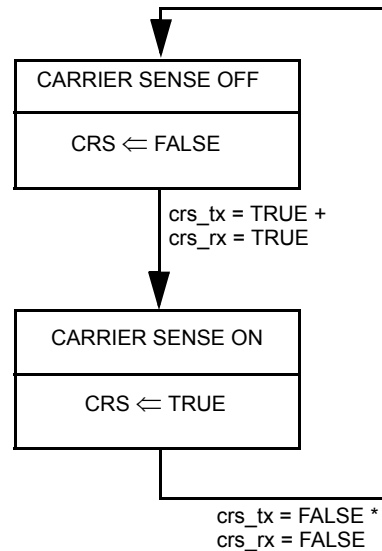 CARRIER SENSE OFF
CRS ⇐ FALSE
crs_tx = TRUE +
crs_rx = TRUE
CARRIER SENSE ON
CRS ⇐ TRUE
crs_tx = FALSE *
crs_rx = FALSE